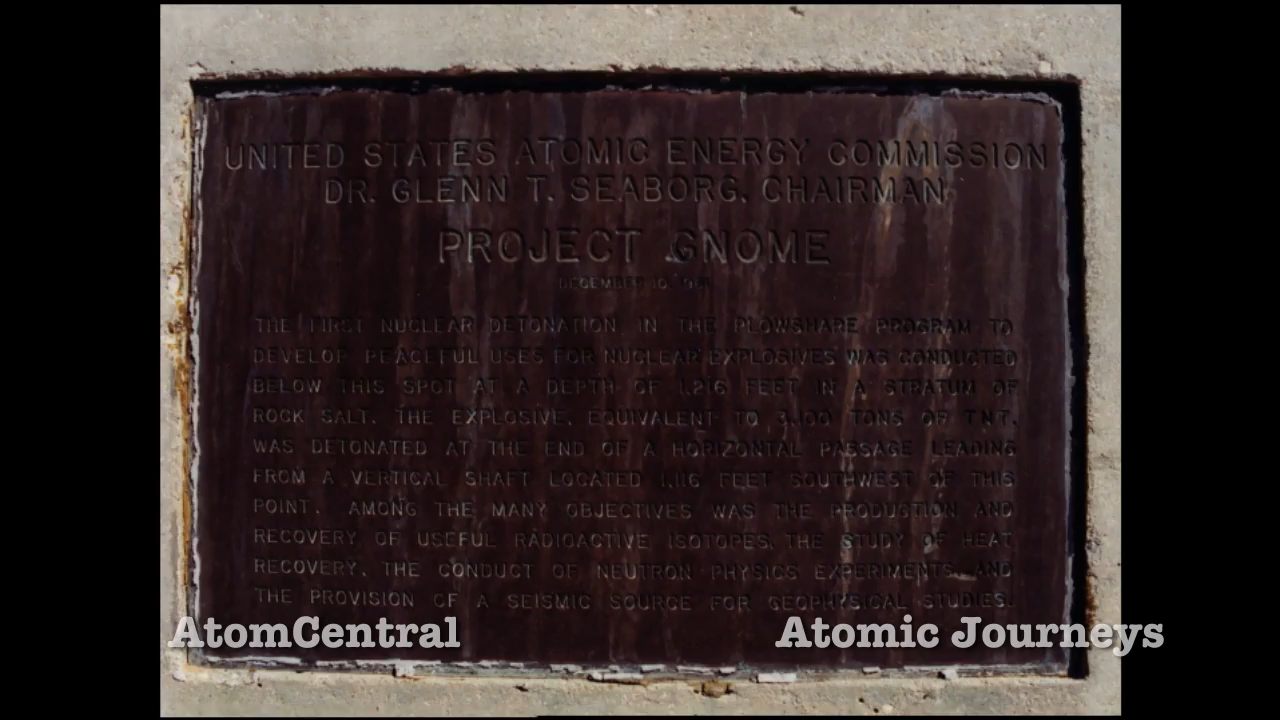 UNITED STATES ATOMIC ENERGY COMMISSION
DR. GLENN T. SEABORG, CHAIRMAN
PROJECT GNOME
DECEMBER 10, 1961
THE FIRST NUCLEAR DETONATION IN THE PLOWSHARE PROGRAM TO
DEVELOP PEACEFUL USES FOR NUCLEAR EXPLOSIVES WAS CONDUCTED
BELOW THIS SPOT AT A DEPTH OF 1,216 FEET IN A STRATUM OF
ROCK SALT. THE EXPLOSIVE, EQUIVALENT TO 3,100 TONS OF TNT,
WAS DETONATED AT THE END OF A HORIZONTAL PASSAGE LEADING
FROM A VERTICAL SHAFT LOCATED 1,116 FEET SOUTHWEST OF THIS
POINT. AMONG THE MANY OBJECTIVES WAS THE PRODUCTION AND
RECOVERY OF USEFUL RADIOACTIVE ISOTOPES, THE STUDY OF HEAT
RECOVERY, THE CONDUCT OF NEUTRON PHYSICS EXPERIMENTS, AND
THE PROVISION OF A SEISMIC SOURCE FOR GEOPHYSICAL STUDIES.
AtomCentral
Atomic Journeys